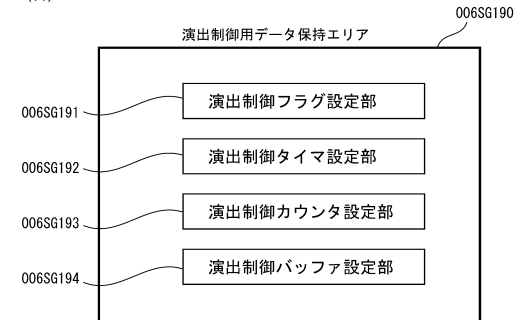 006SG190
演出制御用データ保持エリア
006SG191
演出制御フラグ設定部
006SG192
演出制御タイマ設定部
006SG193
演出制御カウンタ設定部
006SG194
演出制御バッファ設定部